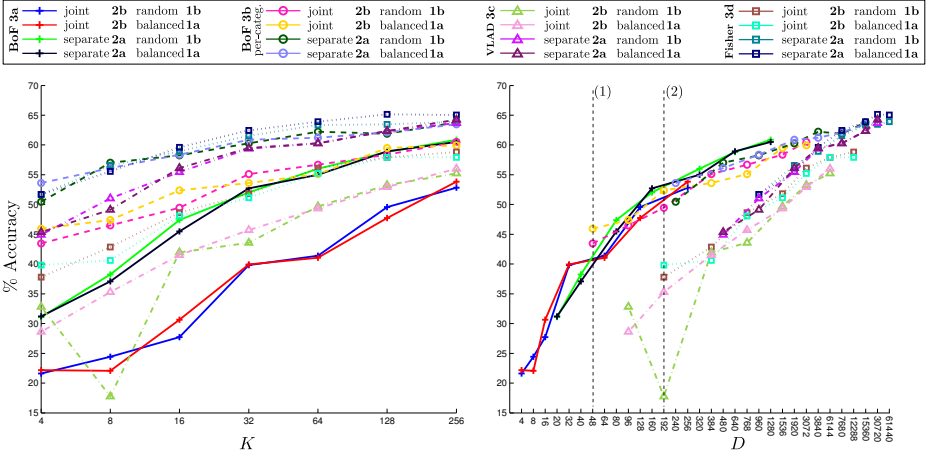 BoF 3a
joint 2b random 1b
joint 2b balanced 1a
separate 2a random 1b
separate 2a balanced 1a
BoF 3b
per-categ.
joint 2b random 1b
joint 2b balanced 1a
separate 2a random 1b
separate 2a balanced 1a
VLAD 3c
joint 2b random 1b
joint 2b balanced 1a
separate 2a random 1b
separate 2a balanced 1a
Fisher 3d
joint 2b random 1b
joint 2b balanced 1a
separate 2a random 1b
separate 2a balanced 1a
% Accuracy
70
65
60
55
50
45
40
35
30
25
20
15
4 8 16 32 64 128 256
K
70
65
60
55
50
45
40
35
30
25
20
15
(1) (2)
4 8 16 20 32 40 48 64 80 96 128 160 192 240 256 320 384 480 640 768 960 1280 1536 1920 3072 3840 6144 7680 12288 15360 30720 61440
D